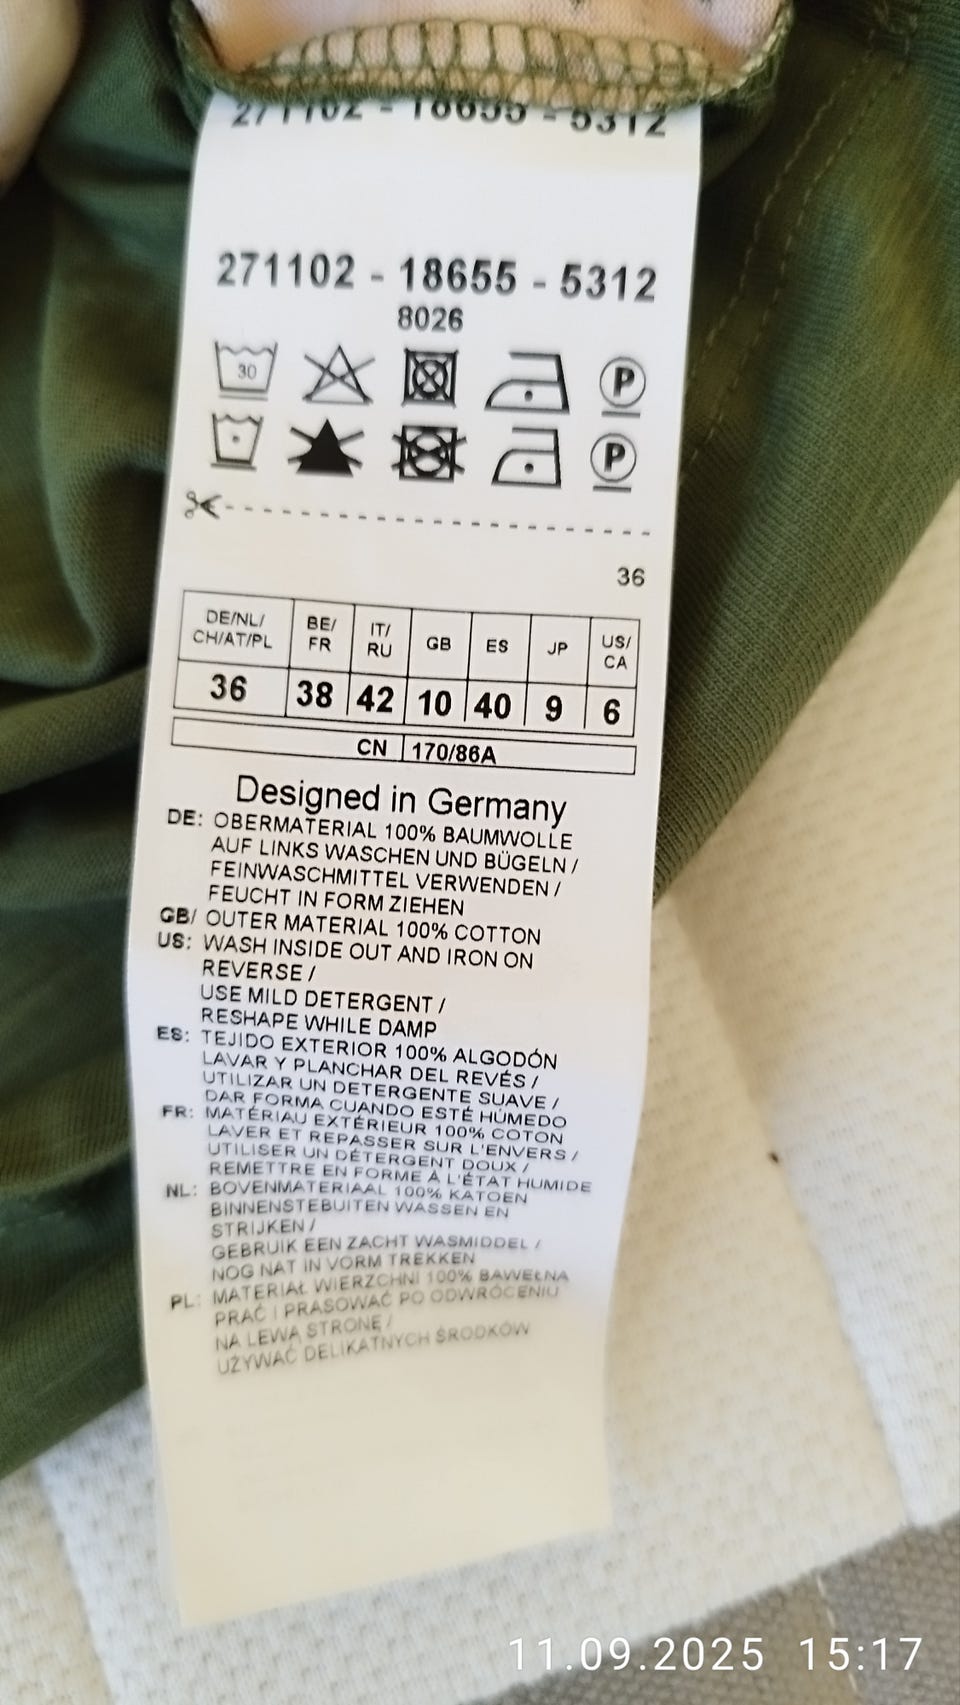 271102 - 18655 - 5312
271102 - 18655 - 5312
8026
30
P
P
36
DE/NL/ CH/AT/PL BE/ FR IT/ RU GB ES JP US/ CA
36 38 42 10 40 9 6
CN 170/86A
Designed in Germany
DE: OBERMATERIAL 100% BAUMWOLLE
AUF LINKS WASCHEN UND BÜGELN /
FEINWASCHMITTEL VERWENDEN /
FEUCHT IN FORM ZIEHEN
GB/ OUTER MATERIAL 100% COTTON
US: WASH INSIDE OUT AND IRON ON
REVERSE /
USE MILD DETERGENT /
RESHAPE WHILE DAMP
ES: TEJIDO EXTERIOR 100% ALGODÓN
LAVAR Y PLANCHAR DEL REVÉS /
UTILIZAR UN DETERGENTE SUAVE /
DAR FORMA CUANDO ESTÉ HÚMEDO
FR: MATÉRIAU EXTÉRIEUR 100% COTON
LAVER ET REPASSER SUR L'ENVERS /
UTILISER UN DÉTERGENT DOUX /
REMETTRE EN FORME À L'ÉTAT HUMIDE
NL: BOVENMATERIAAL 100% KATOEN
BINNENSTEBUITEN WASSEN EN
STRIJKEN /
GEBRUIK EEN ZACHT WASMIDDEL /
NOG NAT IN VORM TREKKEN
PL: MATERIAŁ WIERZCHNI 100% BAWEŁNA
PRAĆ I PRASOWAĆ PO ODWRÓCENIU
NA LEWĄ STRONĘ /
UŻYWAĆ DELIKATNYCH ŚRODKÓW
11.09.2025 15:17